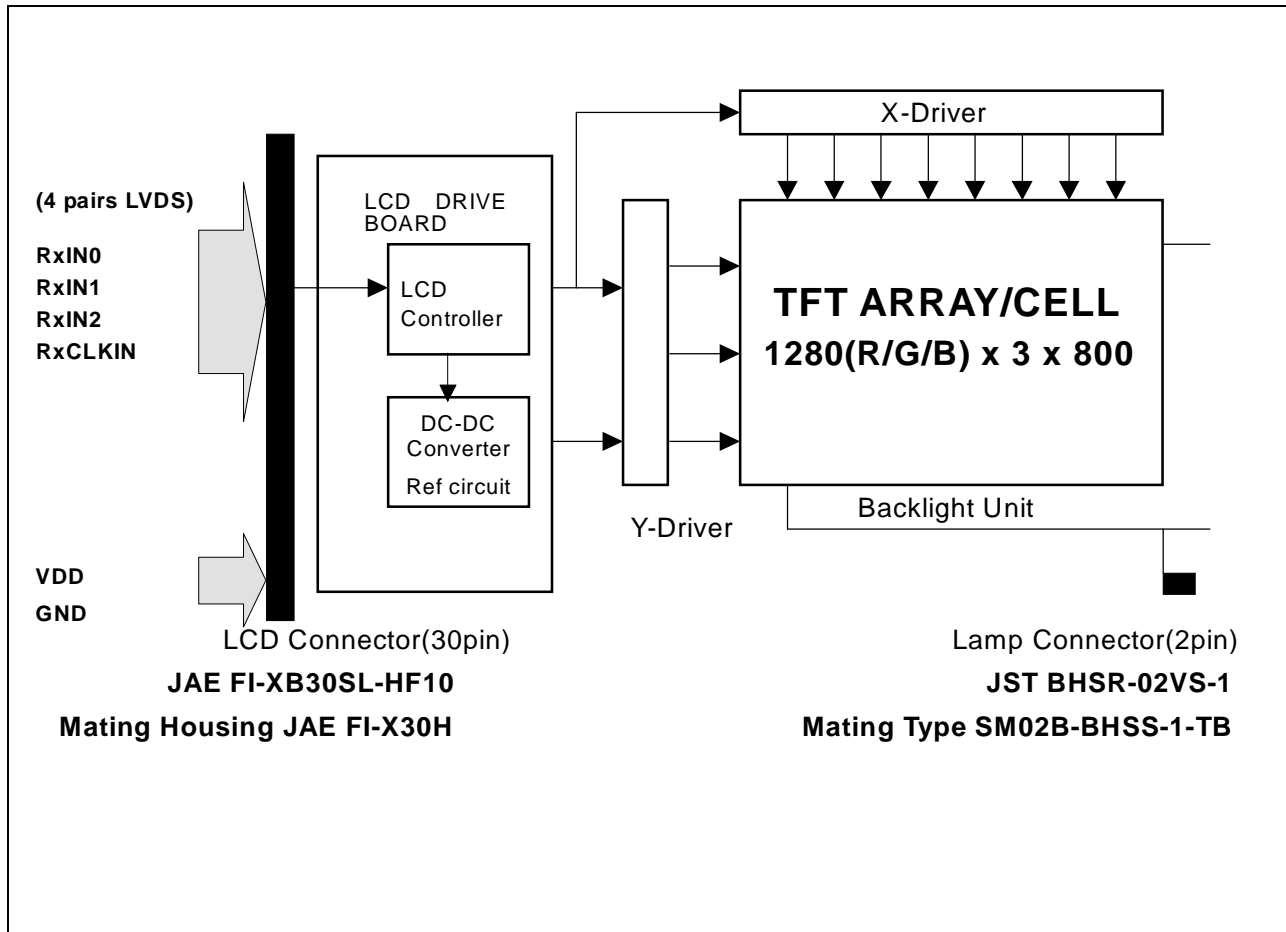 X-Driver
(4 pairs LVDS)
RxIN0
RxIN1
RxIN2
RxCLKIN
LCD DRIVE
BOARD
LCD
Controller
DC-DC
Converter
Ref circuit
TFT ARRAY/CELL
1280(R/G/B) x 3 x 800
Y-Driver
Backlight Unit
VDD
GND
LCD Connector(30pin)
JAE FI-XB30SL-HF10
Mating Housing JAE FI-X30H
Lamp Connector(2pin)
JST BHSR-02VS-1
Mating Type SM02B-BHSS-1-TB